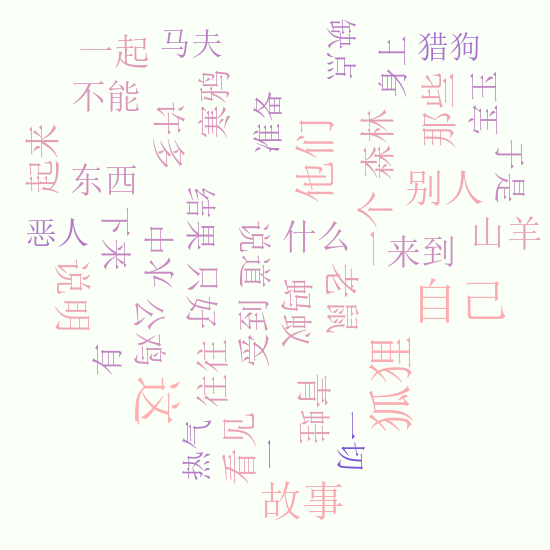 一起
马夫
缺点
上身
猎狗
不能
许多
寒鸦
准备
他们
森林
那些
王宝
起来
东西
别人
于是
恶人
下来
水中
结果
说道
什么
一个
来到
山羊
说明
公鸡
只好
受到
蚂蚁
老鼠
自己
有
这
往往
青蛙
狐狸
热气
看见
一
一切
故事